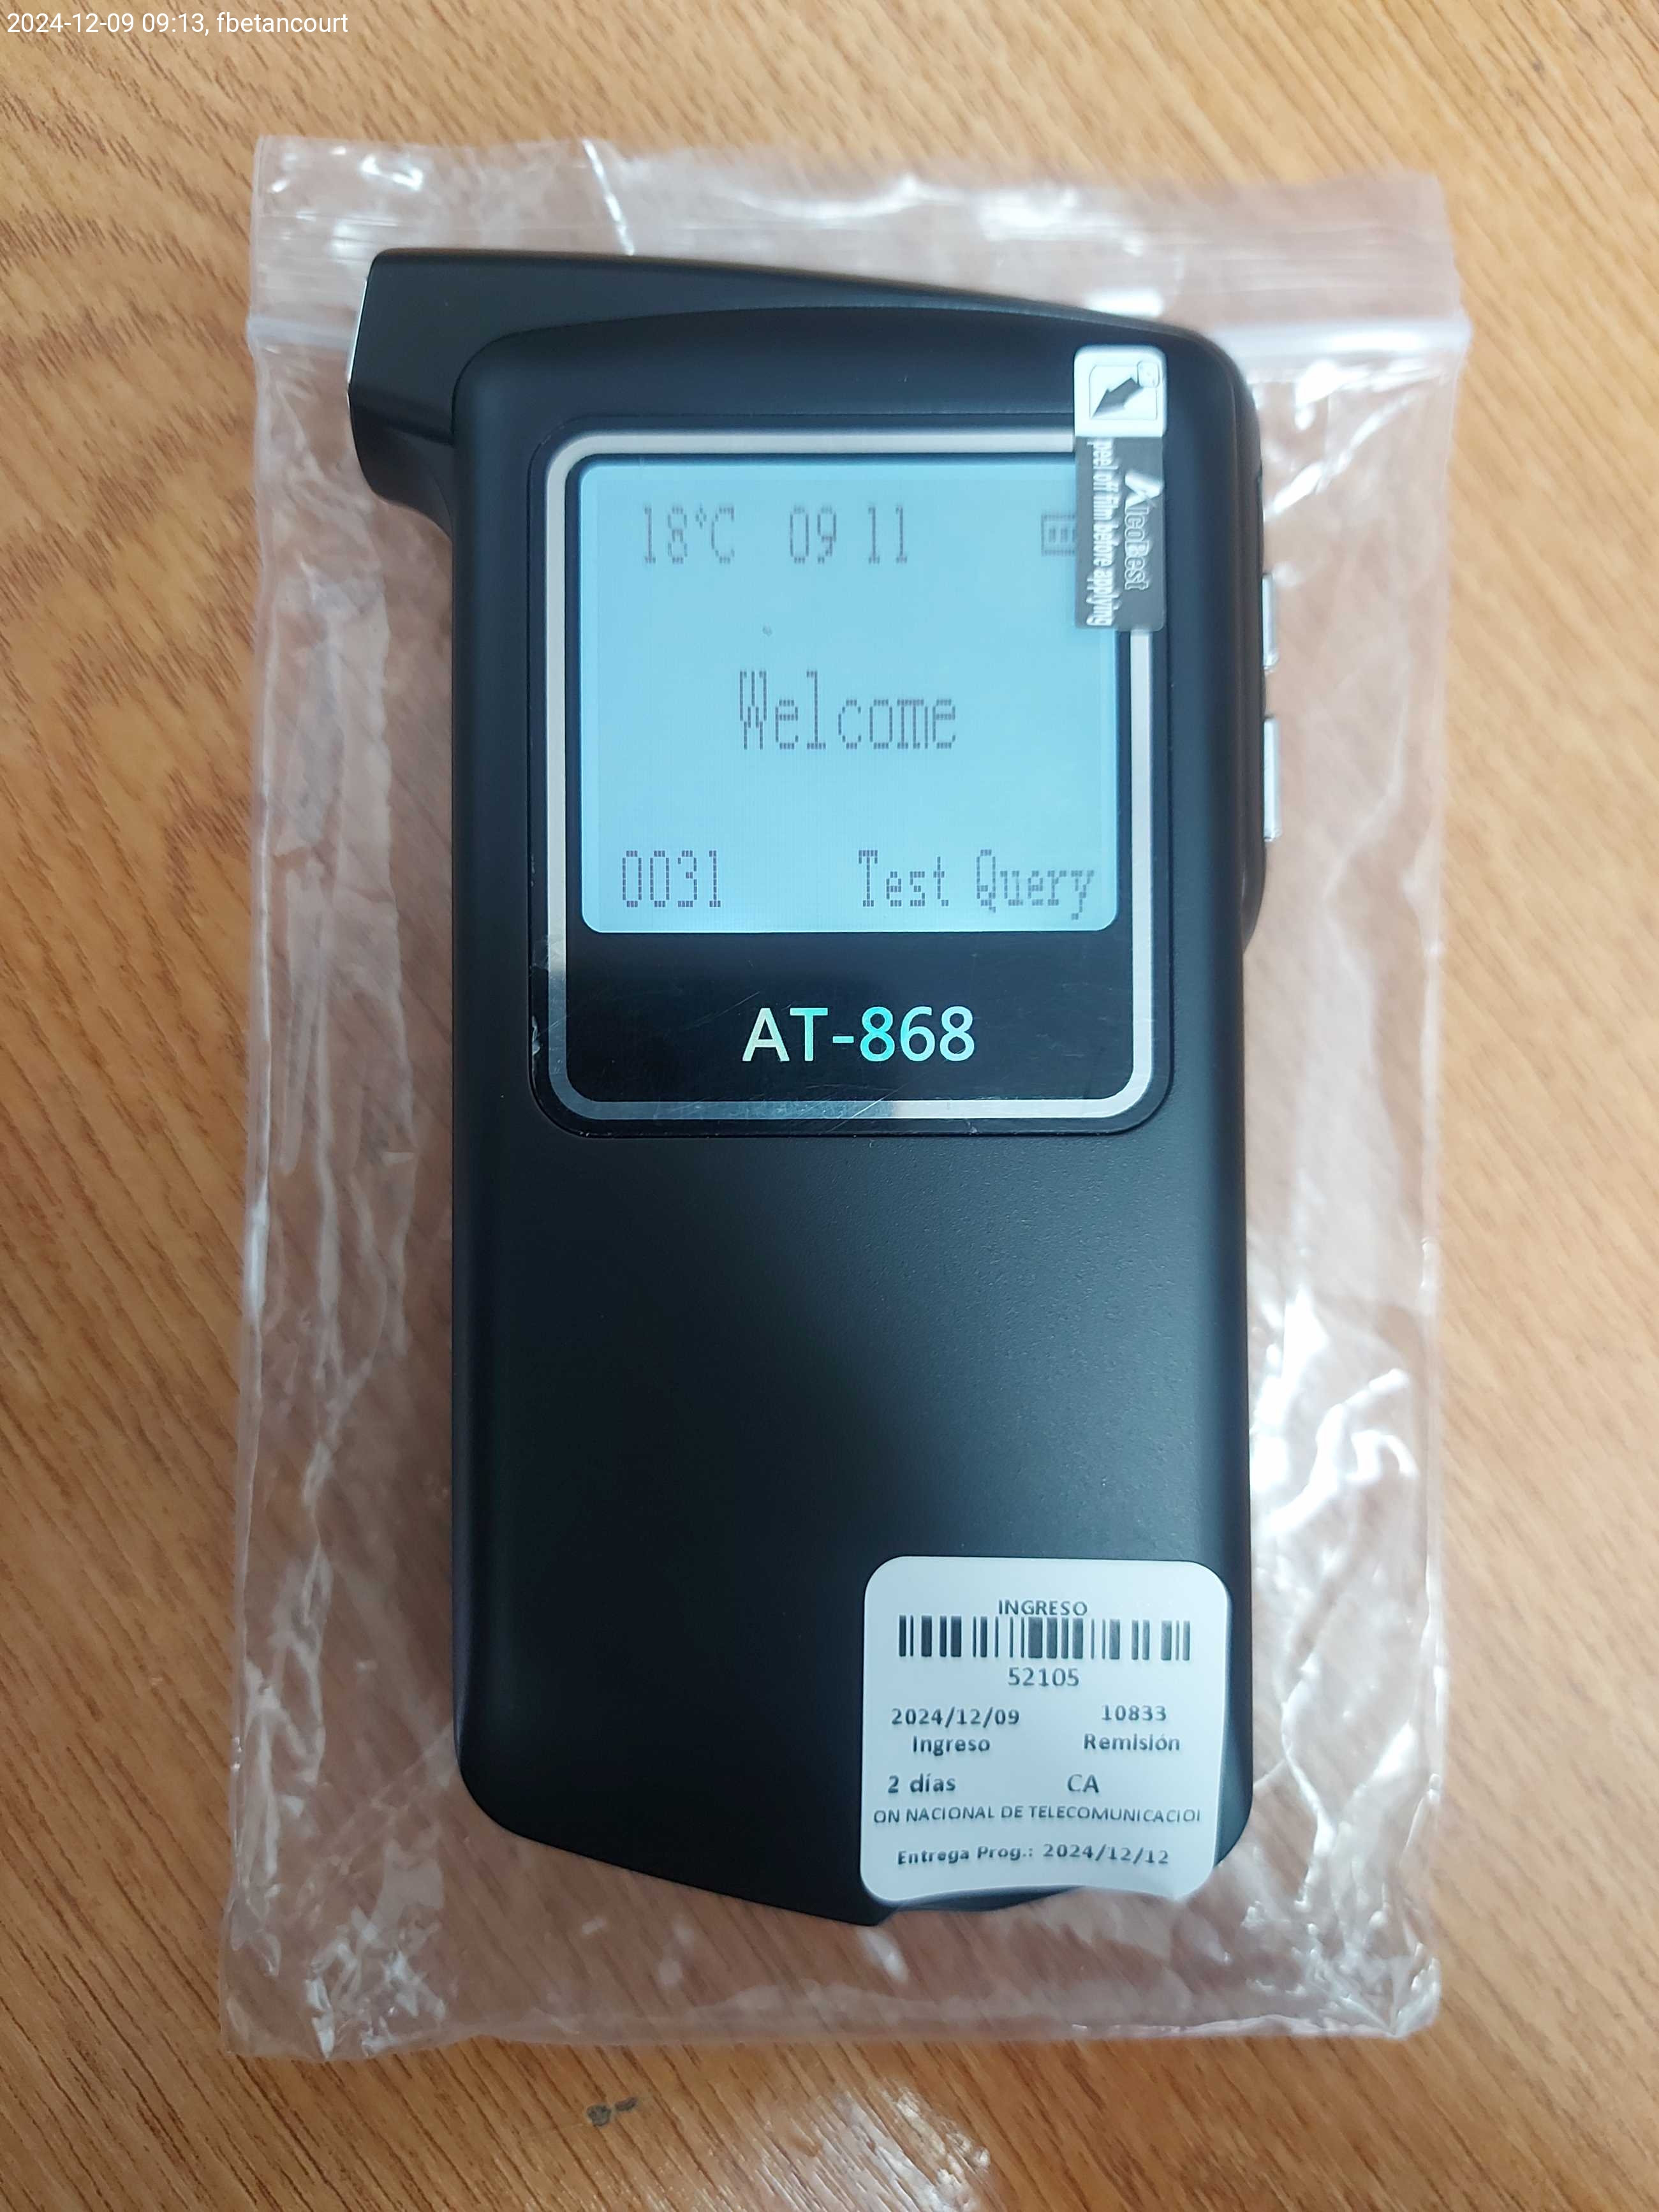 2024-12-09 09:13, fbetancourt
18°C 09 11
AlcoBest
peel off film before applying
Welcome
0031 Test Query
AT-868
INGRESO
52105
2024/12/09 10833
Ingreso Remisión
2 días CA
ON NACIONAL DE TELECOMUNICACIOI
Entrega Prog.: 2024/12/12